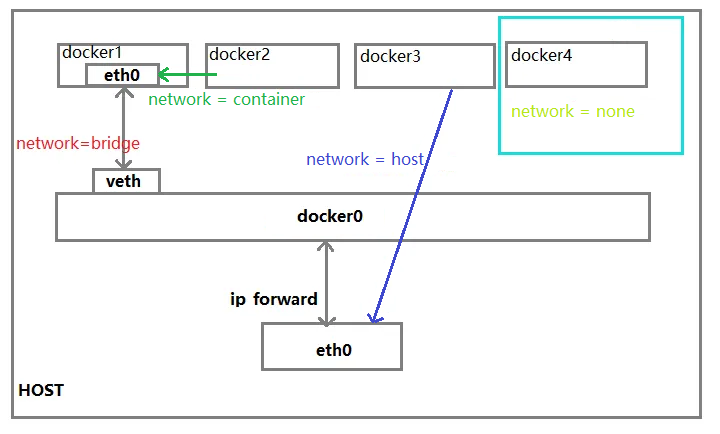 docker1
eth0
docker2
docker3
docker4
network = container
network = none
network=bridge
network = host
veth
docker0
ip forward
eth0
HOST